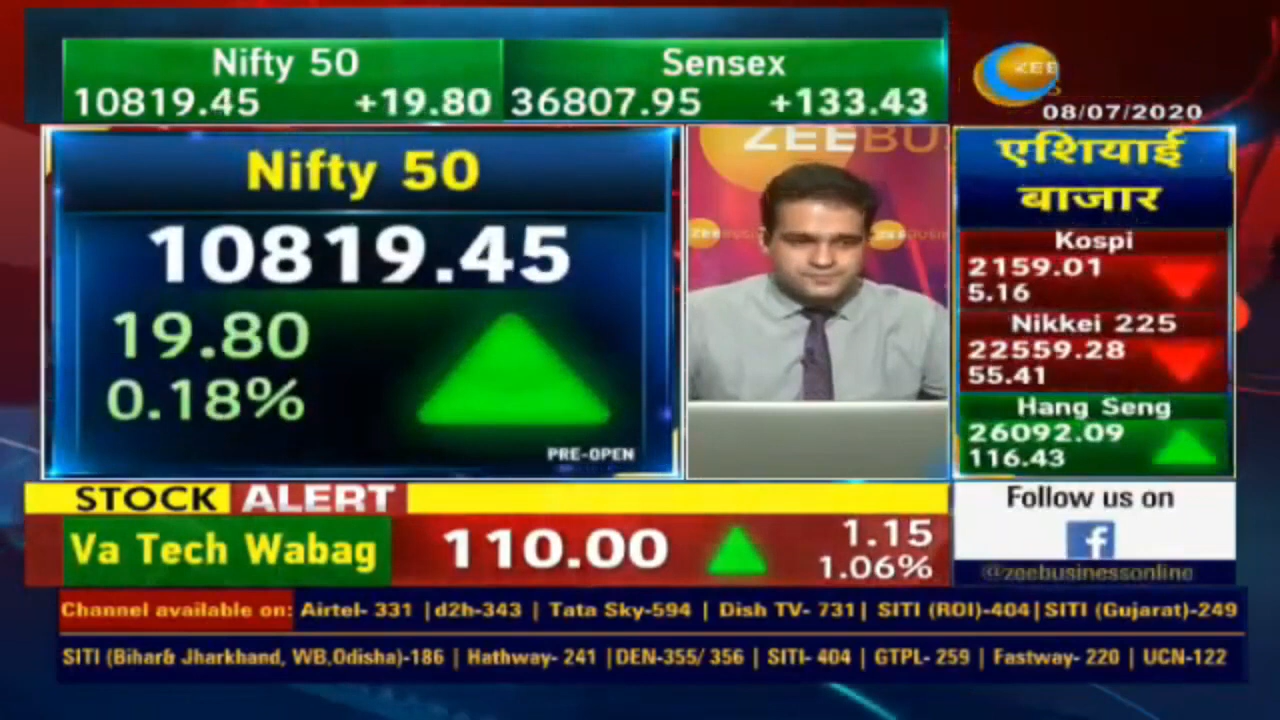 Nifty 50
10819.45 +19.80
Sensex
36807.95 +133.43
ZEE
08/07/2020
Nifty 50
10819.45
19.80
0.18%
PRE-OPEN
ZEEBUS
एशियाई
बाजार
Kospi
2159.01
5.16
Nikkei 225
22559.28
55.41
Hang Seng
26092.09
116.43
STOCK ALERT
Va Tech Wabag 110.00 1.15
1.06%
Follow us on
f
@zeebusinessonline
Channel available on: Airtel- 331 |d2h-343 | Tata Sky-594 | Dish TV- 731| SITI (ROI)-404|SITI (Gujarat)-249
SITI (Bihar& Jharkhand, WB,Odisha)-186 | Hathway- 241 |DEN-355/ 356 | SITI- 404 | GTPL- 259 | Fastway- 220 | UCN-122